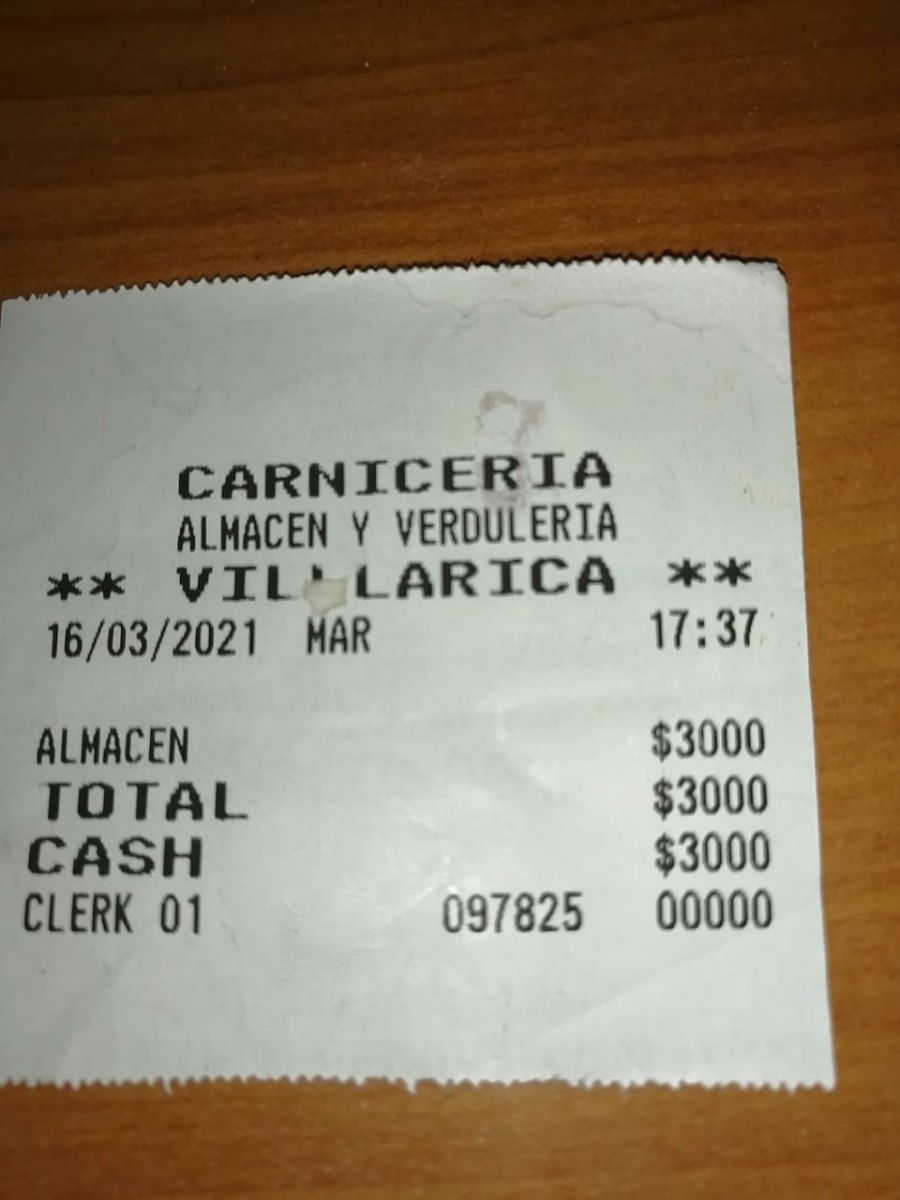 CARNICERIA
ALMACEN Y VERDULERIA
** **
16/03/2021 MAR 17:37
ALMACEN $3000
TOTAL $3000
CASH $3000
CLERK 01 097825 00000